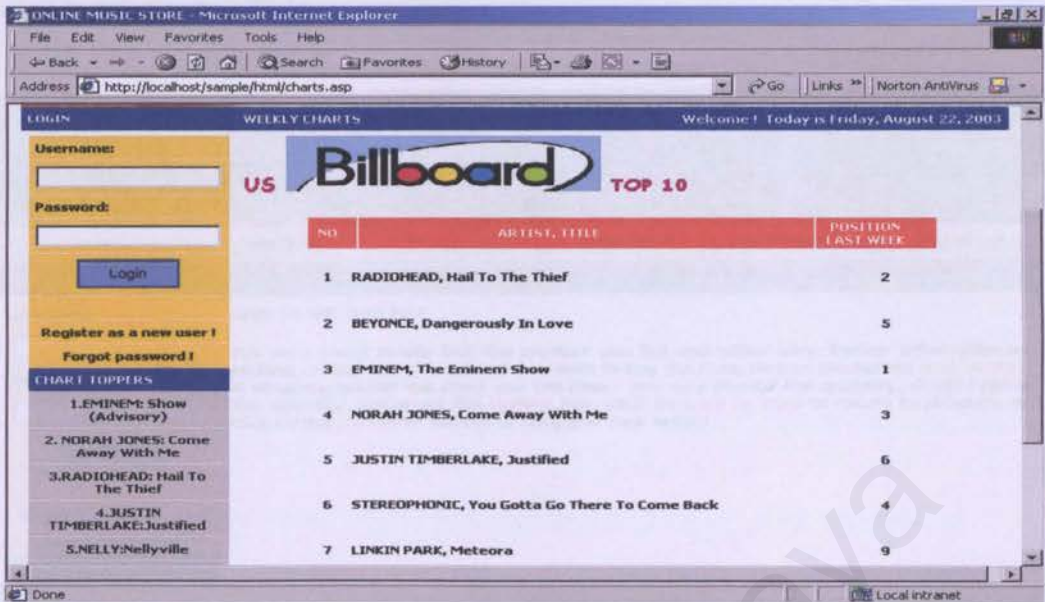 ONLINE MUSIC STORE - Microsoft Internet Explorer
File Edit View Favorites Tools Help
Back Search Favorites History
Address http://localhost/sample/html/charts.asp Go Links » Norton AntiVirus
LOGIN WEEKLY CHARTS Welcome ! Today is Friday, August 22, 2003
Username:
Password:
Login
Register as a new user !
Forgot password !
CHART TOPPERS
1.EMINEM: Show
(Advisory)
2. NORAH JONES: Come
Away With Me
3.RADIOHEAD: Hail To
The Thief
4.JUSTIN
TIMBERLAKE:Justified
5.NELLY:Nellyville
US Billboard TOP 10
NO ARTIST, TITLE POSITION
LAST WEEK
1 RADIOHEAD, Hail To The Thief 2
2 BEYONCE, Dangerously In Love 5
3 EMINEM, The Eminem Show 1
4 NORAH JONES, Come Away With Me 3
5 JUSTIN TIMBERLAKE, Justified 6
6 STEREOPHONIC, You Gotta Go There To Come Back 4
7 LINKIN PARK, Meteora 9
Done Local intranet